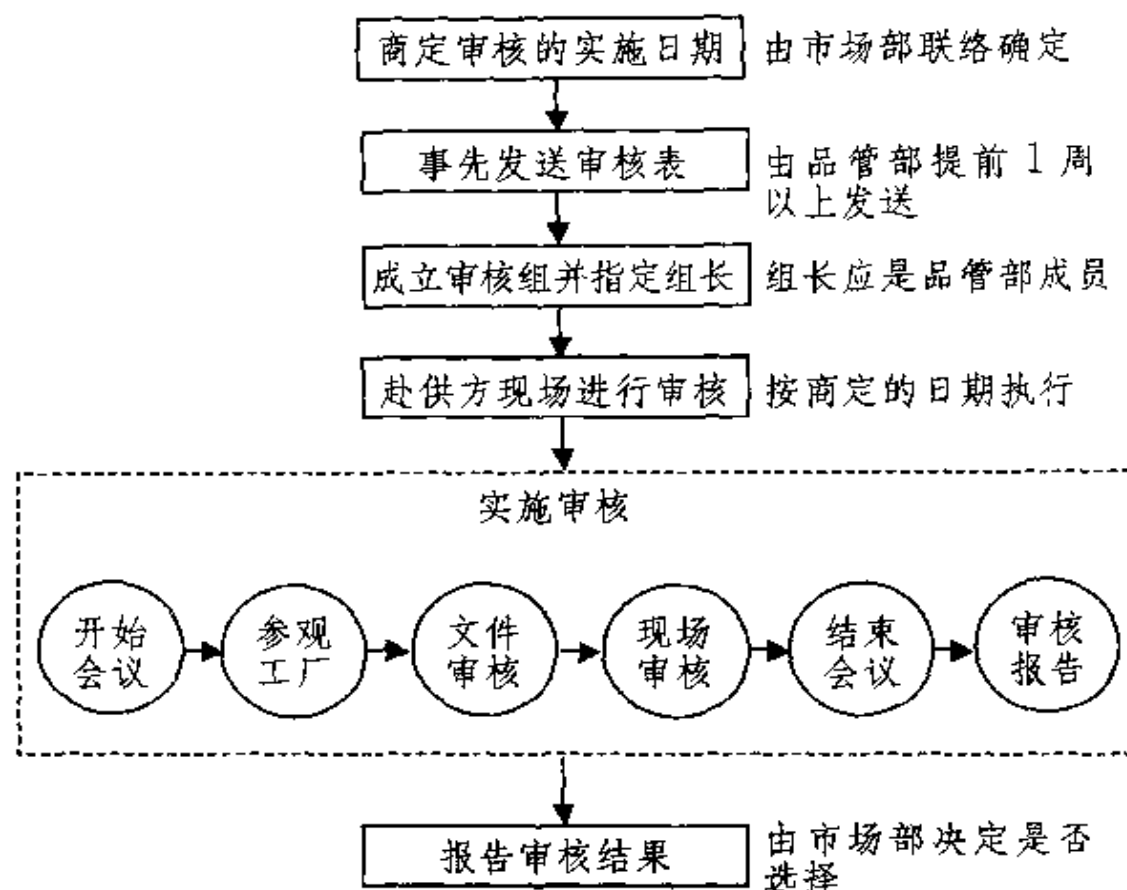 商定审核的实施日期 由市场部联络确定
事先发送审核表 由品管部提前 1 周
以上发送
成立审核组并指定组长 组长应是品管部成员
赴供方现场进行审核 按商定的日期执行
实施审核
开始 参观 文件 现场 结束 审核
会议 工厂 审核 审核 会议 报告
报告审核结果 由市场部决定是否
选择